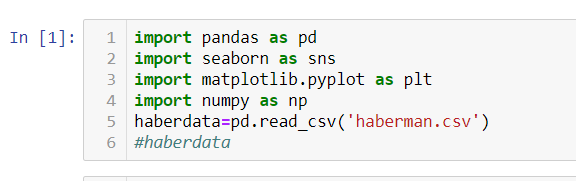 In [1]:
1 import pandas as pd
2 import seaborn as sns
3 import matplotlib.pyplot as plt
4 import numpy as np
5 haberdata=pd.read_csv('haberman.csv')
6 #haberdata